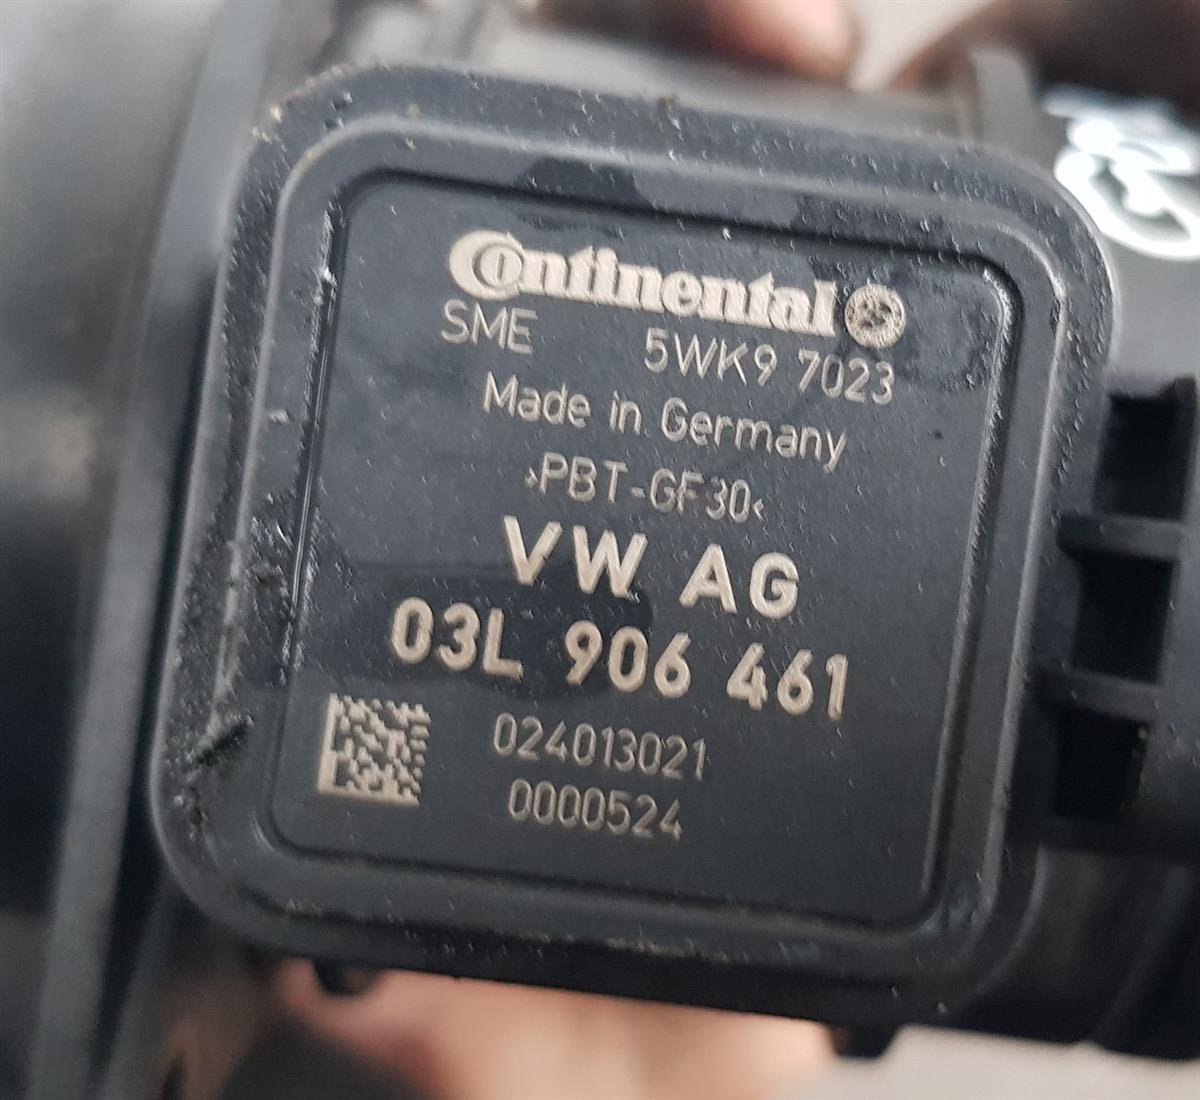 Continental
SME 5WK9 7023
Made in Germany
>PBT-GF30<
VW AG
03L 906 461
024013021
0000524